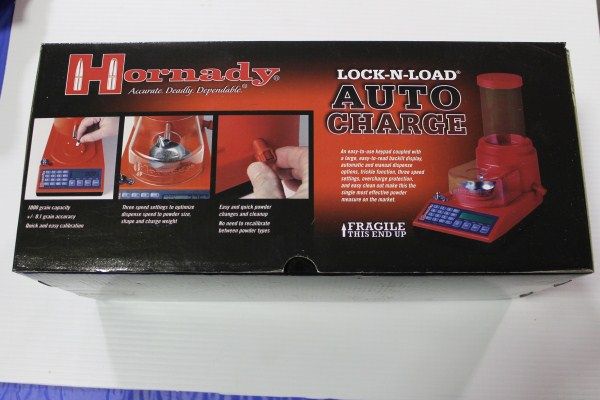 Hornady®
Accurate. Deadly. Dependable.®
1000 grain capacity
+/- 0.1 grain accuracy
Quick and easy calibration
Three speed settings to optimize
dispense speed to powder size,
shape and charge weight
Easy and quick powder
changes and cleanup
No need to recalibrate
between powder types
LOCK-N-LOAD®
AUTO
CHARGE
An easy-to-use keypad coupled with
a large, easy-to-read backlit display,
automatic and manual dispense
options, trickle function, three speed
settings, overcharge protection,
and easy clean out make this the
single most effective powder
measure on the market.
FRAGILE
THIS END UP